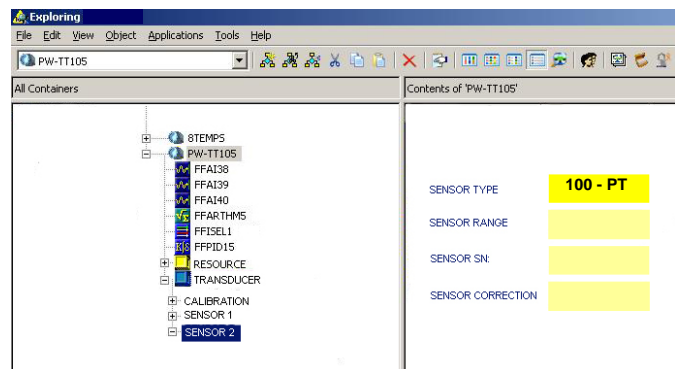 Exploring
File Edit View Object Applications Tools Help
PW-TT105
All Containers
Contents of 'PW-TT105'
8TEMPS
PW-TT105
FFAI38
FFAI39
FFAI40
FFARTHM5
FFISEL1
FFPID15
RESOURCE
TRANSDUCER
CALIBRATION
SENSOR 1
SENSOR 2
SENSOR TYPE 100 - PT
SENSOR RANGE
SENSOR SN:
SENSOR CORRECTION